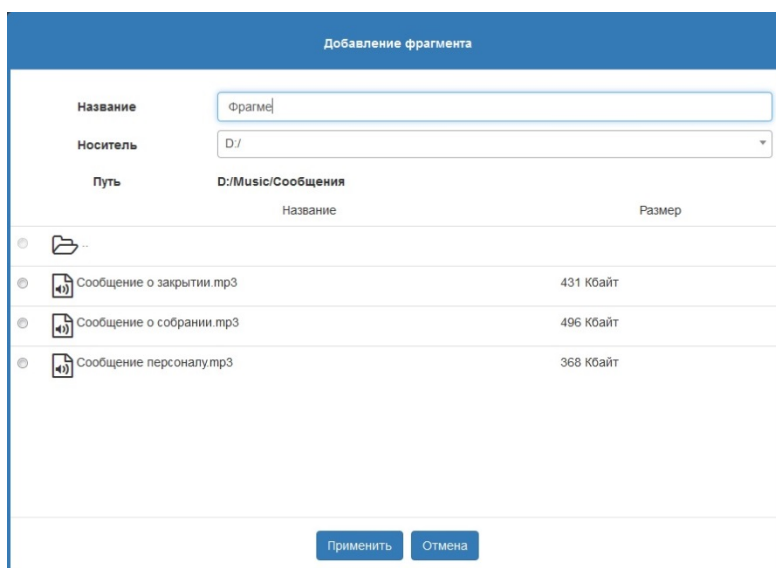 Добавление фрагмента
Название Фрагме
Носитель D:/
Путь D:/Music/Сообщения
Название Размер
..
Сообщение о закрытии.mp3 431 Кбайт
Сообщение о собрании.mp3 496 Кбайт
Сообщение персоналу.mp3 368 Кбайт
Применить Отмена